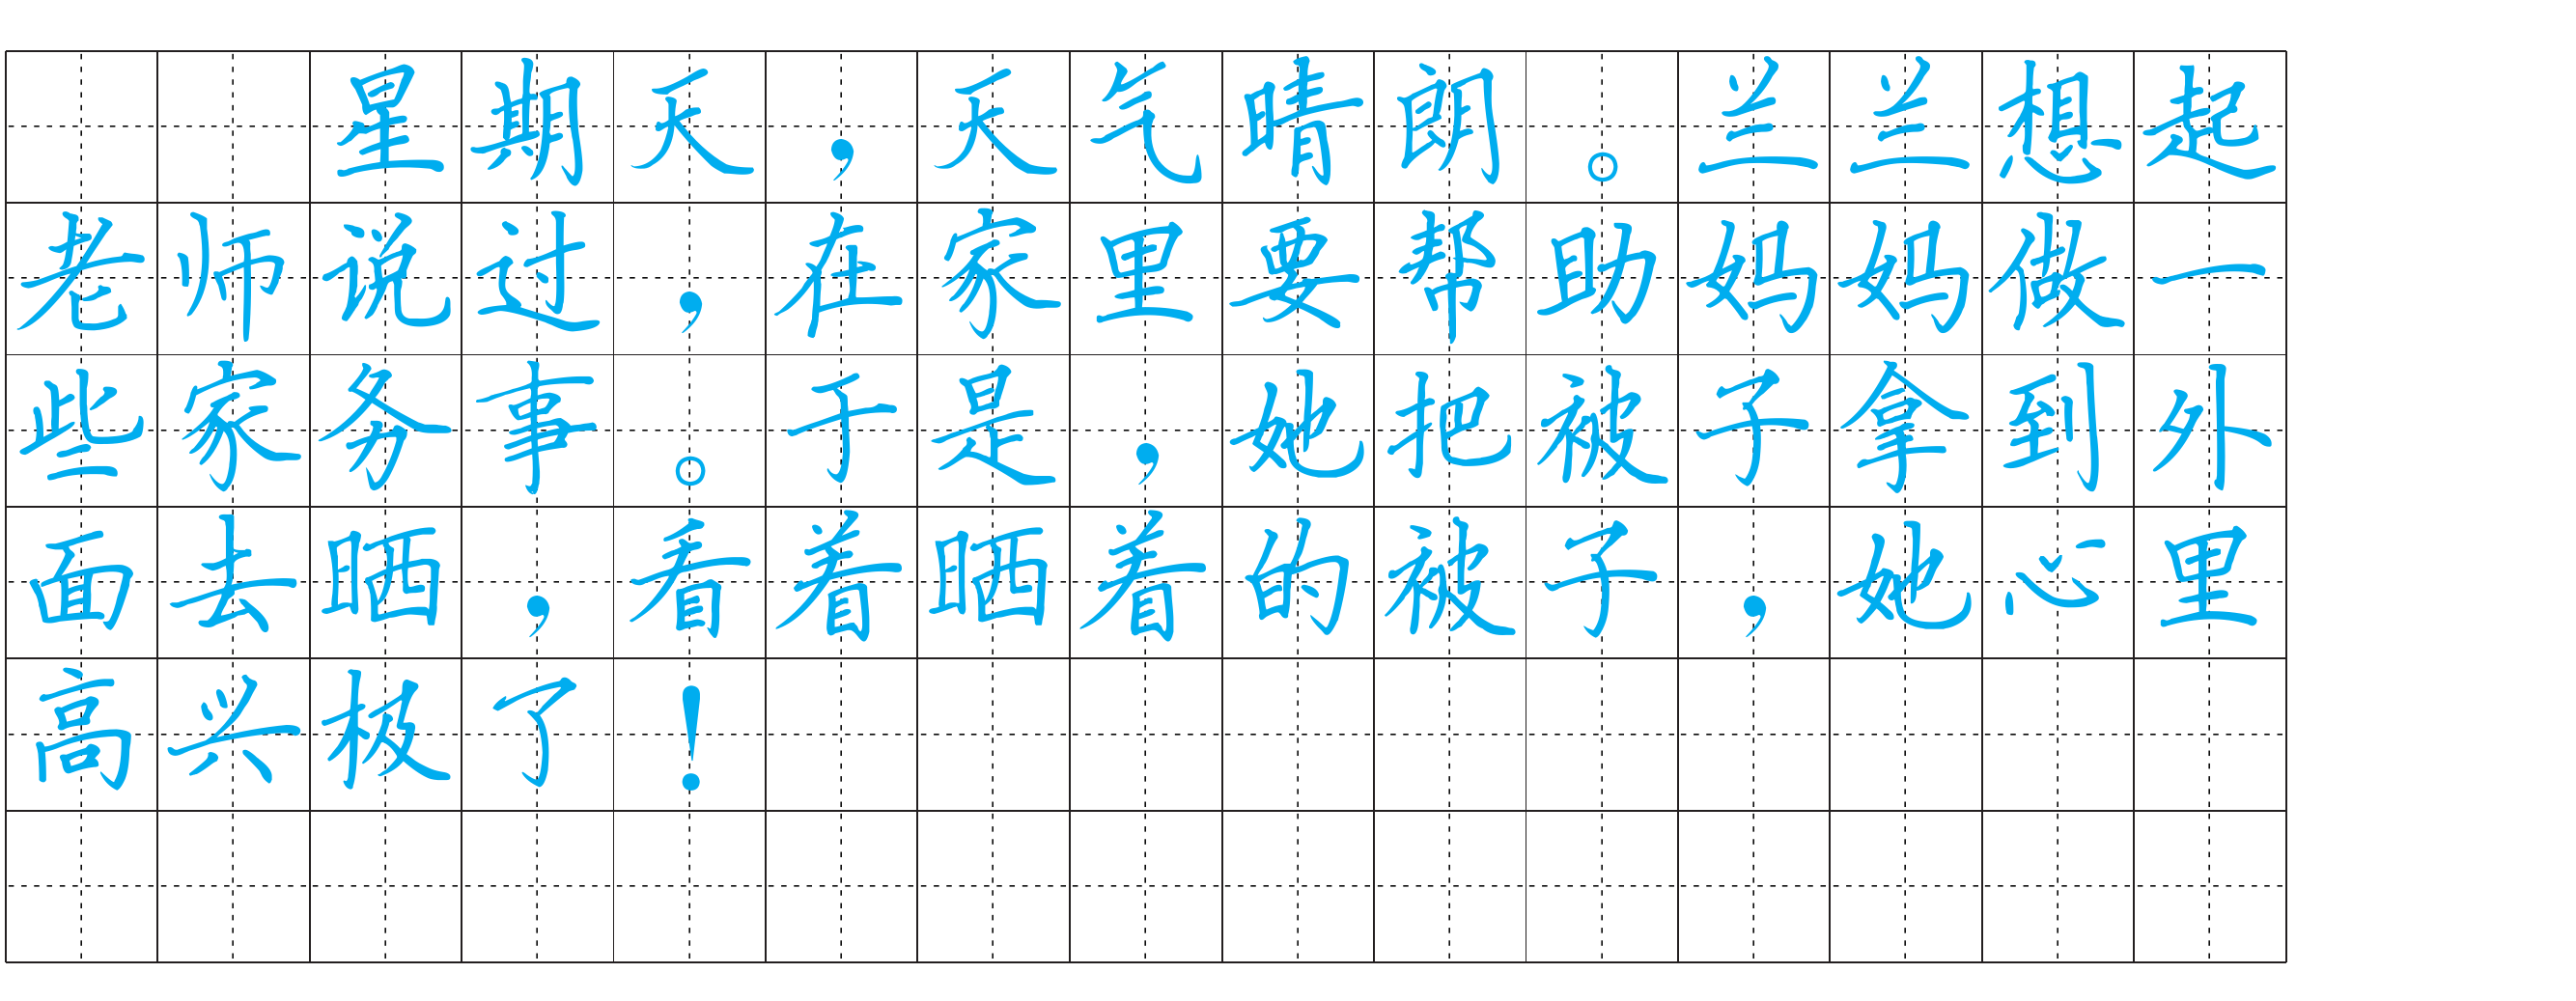 星期天，天气晴朗。兰兰想起
老师说过，在家里要帮助妈妈做一
些家务事。于是，她把被子拿到外
面去晒，看着晒着的被子，她心里
高兴极了！